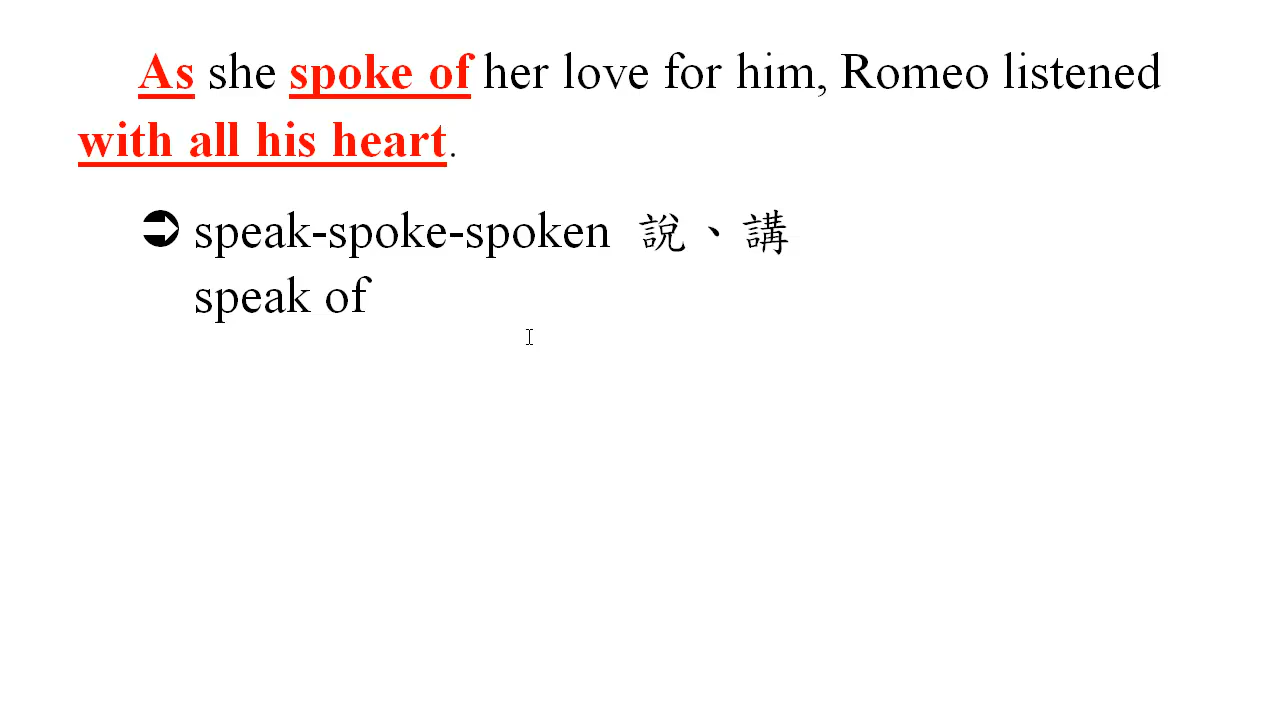 As she spoke of her love for him, Romeo listened
with all his heart.
➲ speak-spoke-spoken 說、講
speak of